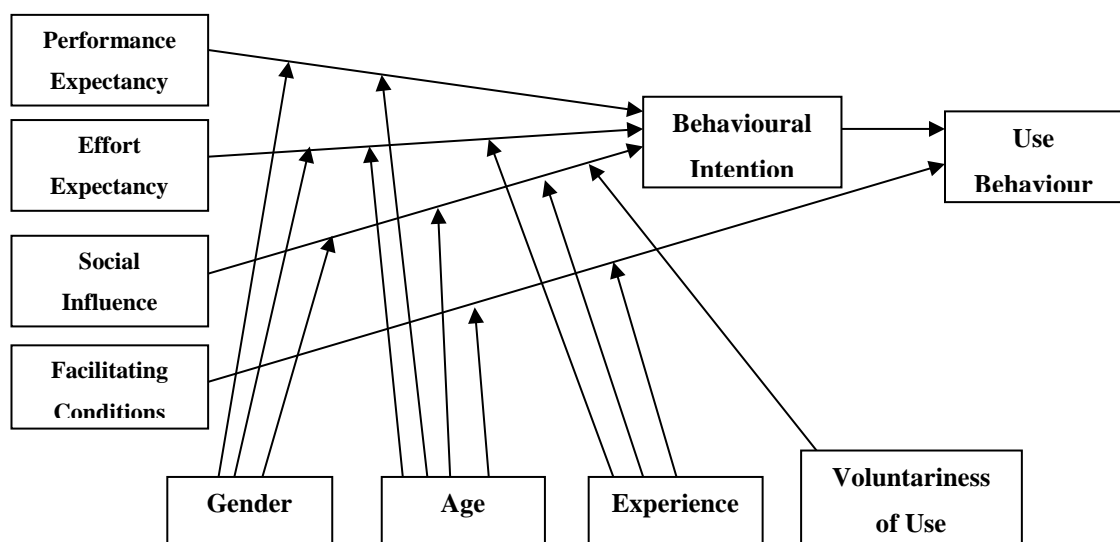 Performance
Expectancy
Effort
Expectancy
Social
Influence
Facilitating
Conditions
Behavioural
Intention
Use
Behaviour
Gender
Age
Experience
Voluntariness
of Use